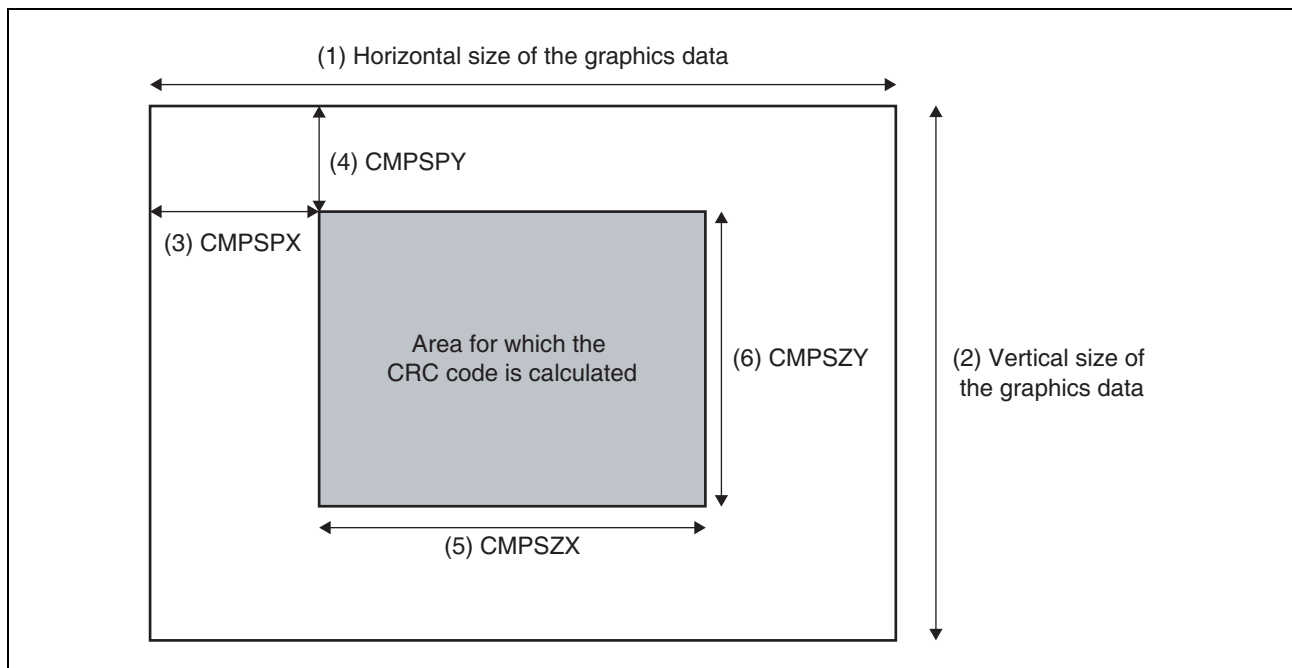 (1) Horizontal size of the graphics data
(4) CMPSPY
(3) CMPSPX
Area for which the
CRC code is calculated
(6) CMPSZY
(2) Vertical size of
the graphics data
(5) CMPSZX